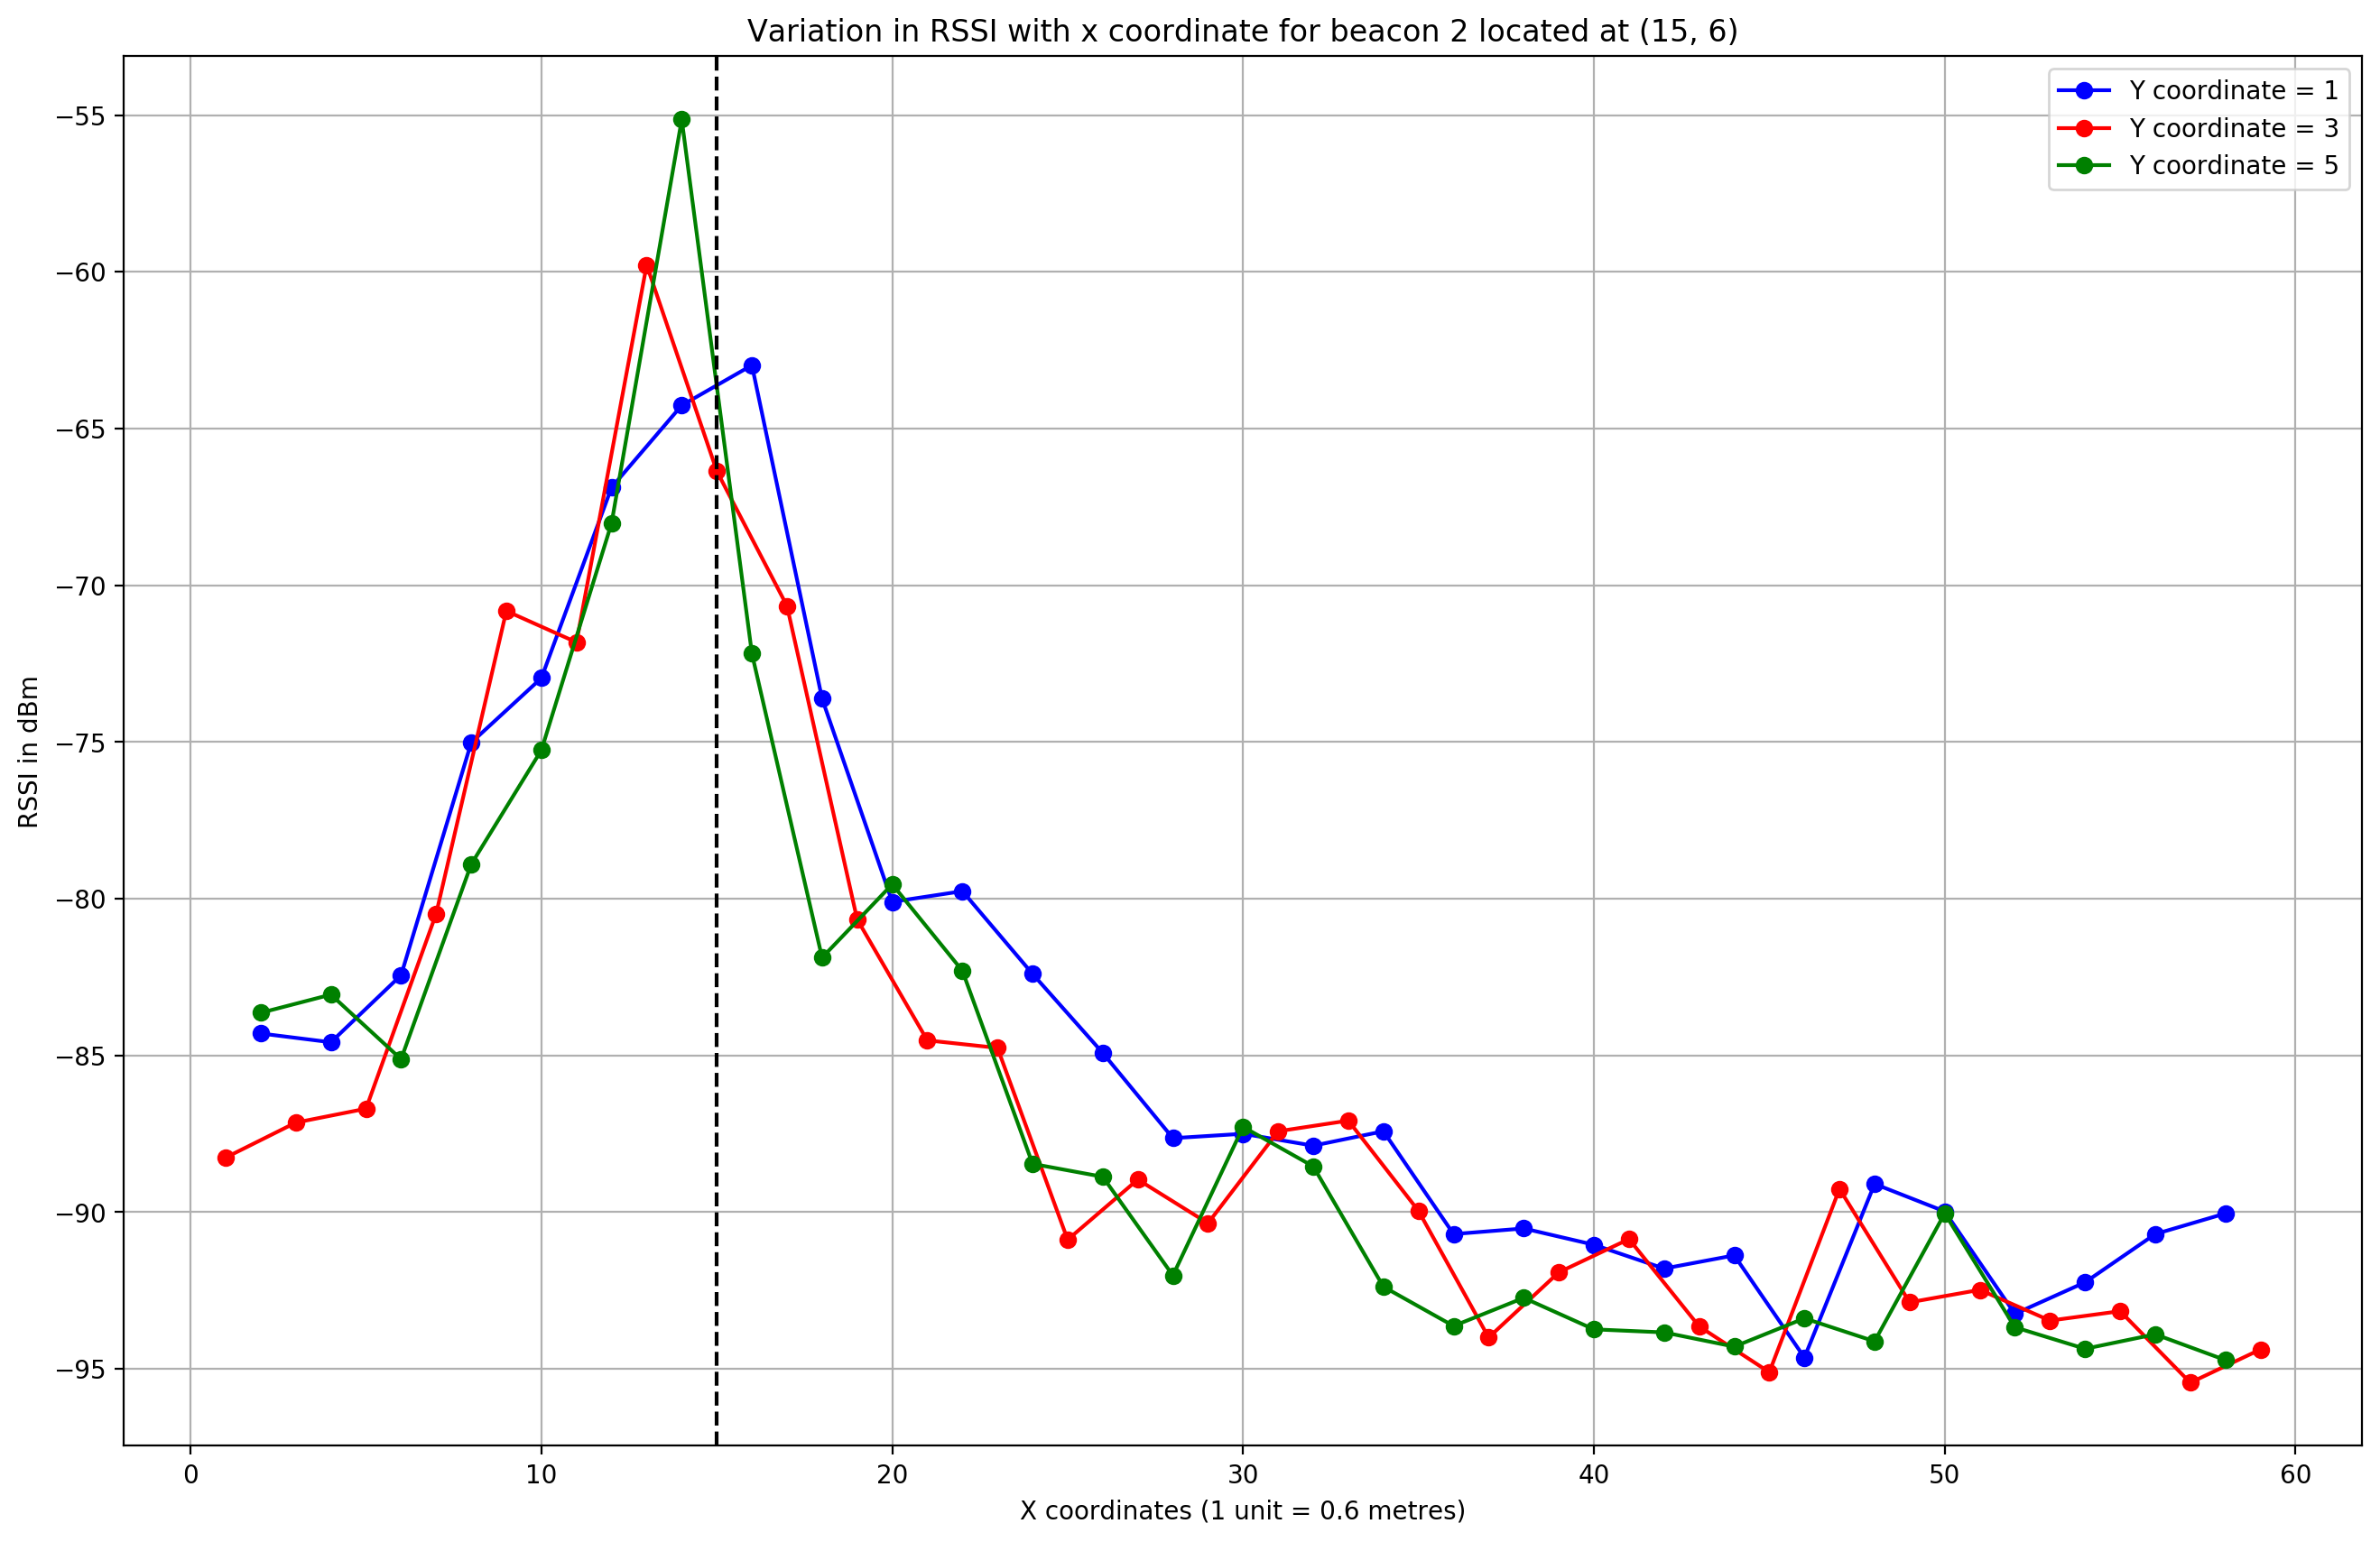 Variation in RSSI with x coordinate for beacon 2 located at (15, 6)
Y coordinate = 1
Y coordinate = 3
Y coordinate = 5
−55
−60
−65
−70
−75
−80
−85
−90
−95
RSSI in dBm
0 10 20 30 40 50 60
X coordinates (1 unit = 0.6 metres)